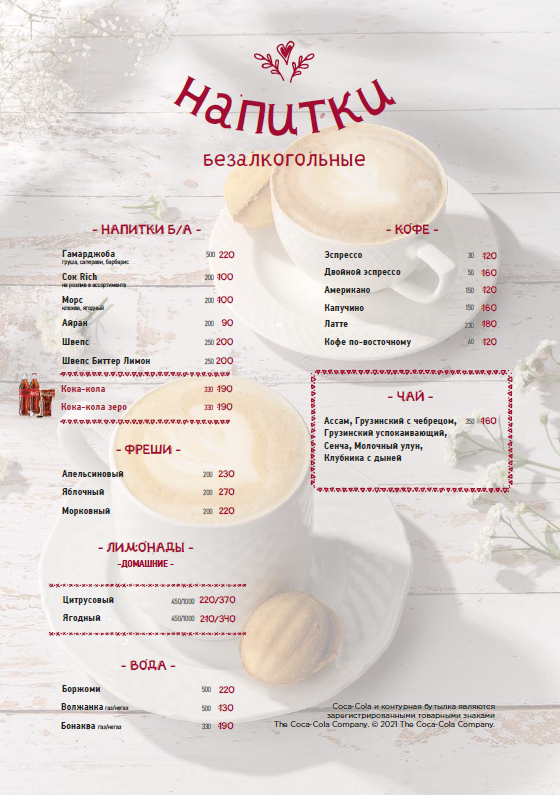 напитки
безалкогольные
- НАПИТКИ Б/А -
Гамарджоба 500 220
груша, саперави, барбарис
Сок Rich 200 100
на розлив в ассортименте
Морс 200 100
клюква, ягодный
Айран 200 90
Швепс 250 200
Швепс Биттер Лимон 250 200
Кока-кола 330 190
Кока-кола зеро 330 190
- ФРЕШИ -
Апельсиновый 200 230
Яблочный 200 270
Морковный 200 220
- ЛИМОНАДЫ -
-ДОМАШНИЕ -
Цитрусовый 450/1000 220/370
Ягодный 450/1000 210/340
- ВОДА -
Боржоми 500 220
Волжанка газ/негаз 500 130
Бонаква газ/негаз 330 190
- КОФЕ -
Эспрессо 30 120
Двойной эспрессо 50 160
Американо 150 120
Капучино 150 160
Латте 230 180
Кофе по-восточному 60 120
- ЧАЙ -
Ассам, Грузинский с чебрецом, 350 160
Грузинский успокаивающий,
Сенча, Молочный улун,
Клубника с дыней
Coca-Cola и контурная бутылка являются
зарегистрированными товарными знаками
The Coca-Cola Company. © 2021 The Coca-Cola Company.